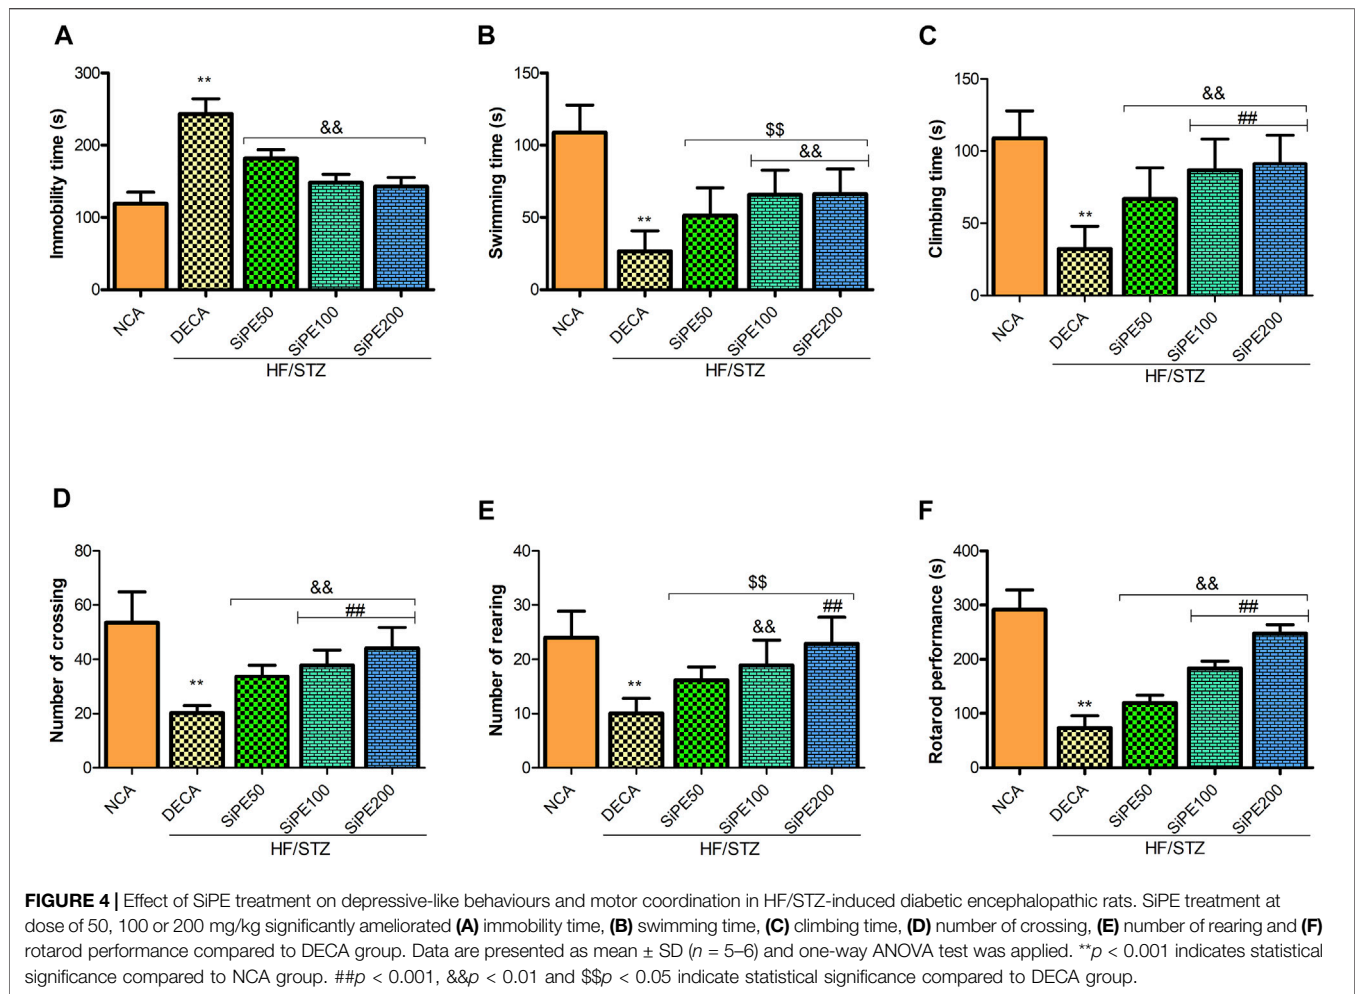 A
Immobility time (s)
300
200
100
0
**
&&
NCA
DECA
SiPE50
SiPE100
SiPE200
HF/STZ
B
Swimming time (s)
150
100
50
0
**
$$
&&
NCA
DECA
SiPE50
SiPE100
SiPE200
HF/STZ
C
Climbing time (s)
150
100
50
0
**
&&
##
NCA
DECA
SiPE50
SiPE100
SiPE200
HF/STZ
D
Number of crossing
80
60
40
20
0
**
&&
##
NCA
DECA
SiPE50
SiPE100
SiPE200
HF/STZ
E
Number of rearing
40
30
20
10
0
**
$$
&&
##
NCA
DECA
SiPE50
SiPE100
SiPE200
HF/STZ
F
Rotarod performance (s)
400
300
200
100
0
**
&&
##
NCA
DECA
SiPE50
SiPE100
SiPE200
HF/STZ
FIGURE 4 | Effect of SiPE treatment on depressive-like behaviours and motor coordination in HF/STZ-induced diabetic encephalopathic rats. SiPE treatment at
dose of 50, 100 or 200 mg/kg significantly ameliorated (A) immobility time, (B) swimming time, (C) climbing time, (D) number of crossing, (E) number of rearing and (F)
rotarod performance compared to DECA group. Data are presented as mean ± SD (n = 5–6) and one-way ANOVA test was applied. **p < 0.001 indicates statistical
significance compared to NCA group. ##p < 0.001, &&p < 0.01 and $$p < 0.05 indicate statistical significance compared to DECA group.